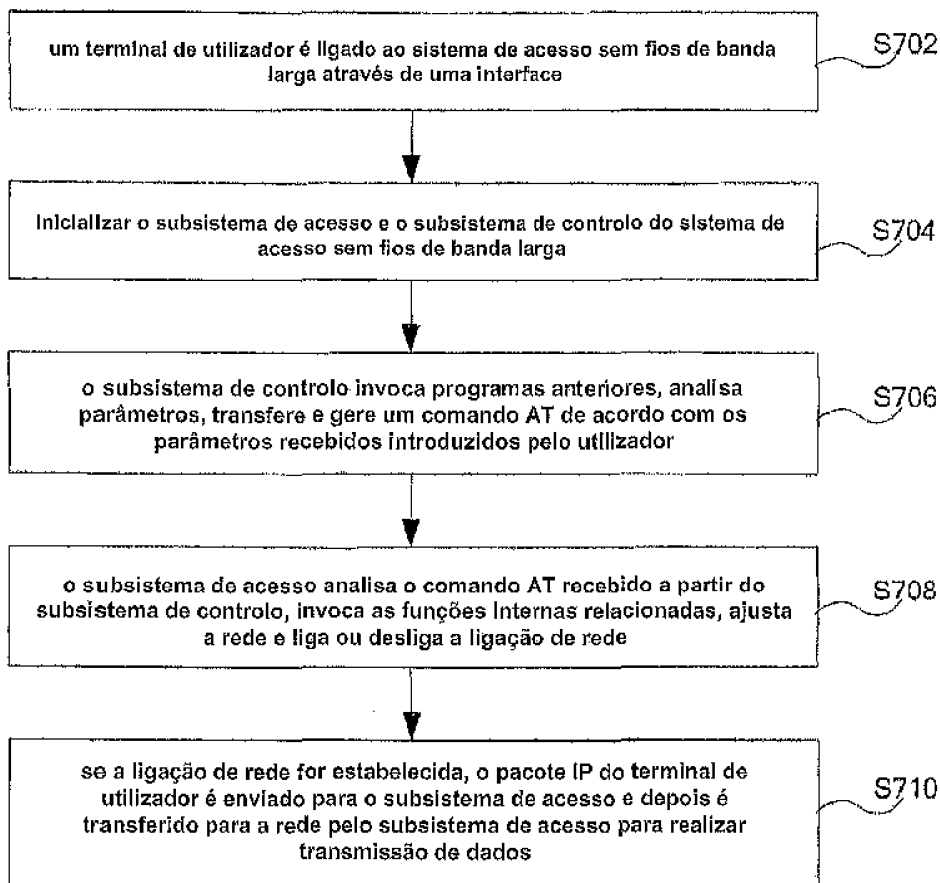 um terminal de utilizador é ligado ao sistema de acesso sem fios de banda
larga através de uma interface
S702
inicializar o subsistema de acesso e o subsistema de controlo do sistema de
acesso sem fios de banda larga
S704
o subsistema de controlo invoca programas anteriores, analisa
parâmetros, transfere e gere um comando AT de acordo com os
parâmetros recebidos introduzidos pelo utilizador
S706
o subsistema de acesso analisa o comando AT recebido a partir do
subsistema de controlo, invoca as funções internas relacionadas, ajusta
a rede e liga ou desliga a ligação de rede
S708
se a ligação de rede for estabelecida, o pacote IP do terminal de
utilizador é enviado para o subsistema de acesso e depois é
transferido para a rede pelo subsistema de acesso para realizar
transmissão de dados
S710